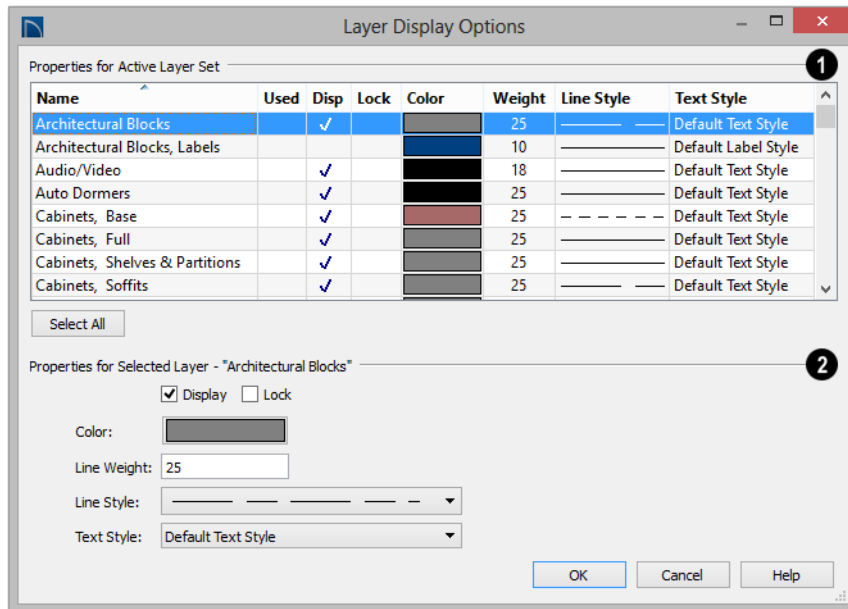 Layer Display Options
Properties for Active Layer Set 1
Name Used Disp Lock Color Weight Line Style Text Style
Architectural Blocks 25 Default Text Style
Architectural Blocks, Labels 10 Default Label Style
Audio/Video 18 Default Text Style
Auto Dormers 25 Default Text Style
Cabinets, Base 25 Default Text Style
Cabinets, Full 25 Default Text Style
Cabinets, Shelves & Partitions 25 Default Text Style
Cabinets, Soffits 25 Default Text Style
Select All
Properties for Selected Layer - "Architectural Blocks" 2
Display Lock
Color:
Line Weight: 25
Line Style:
Text Style: Default Text Style
OK Cancel Help